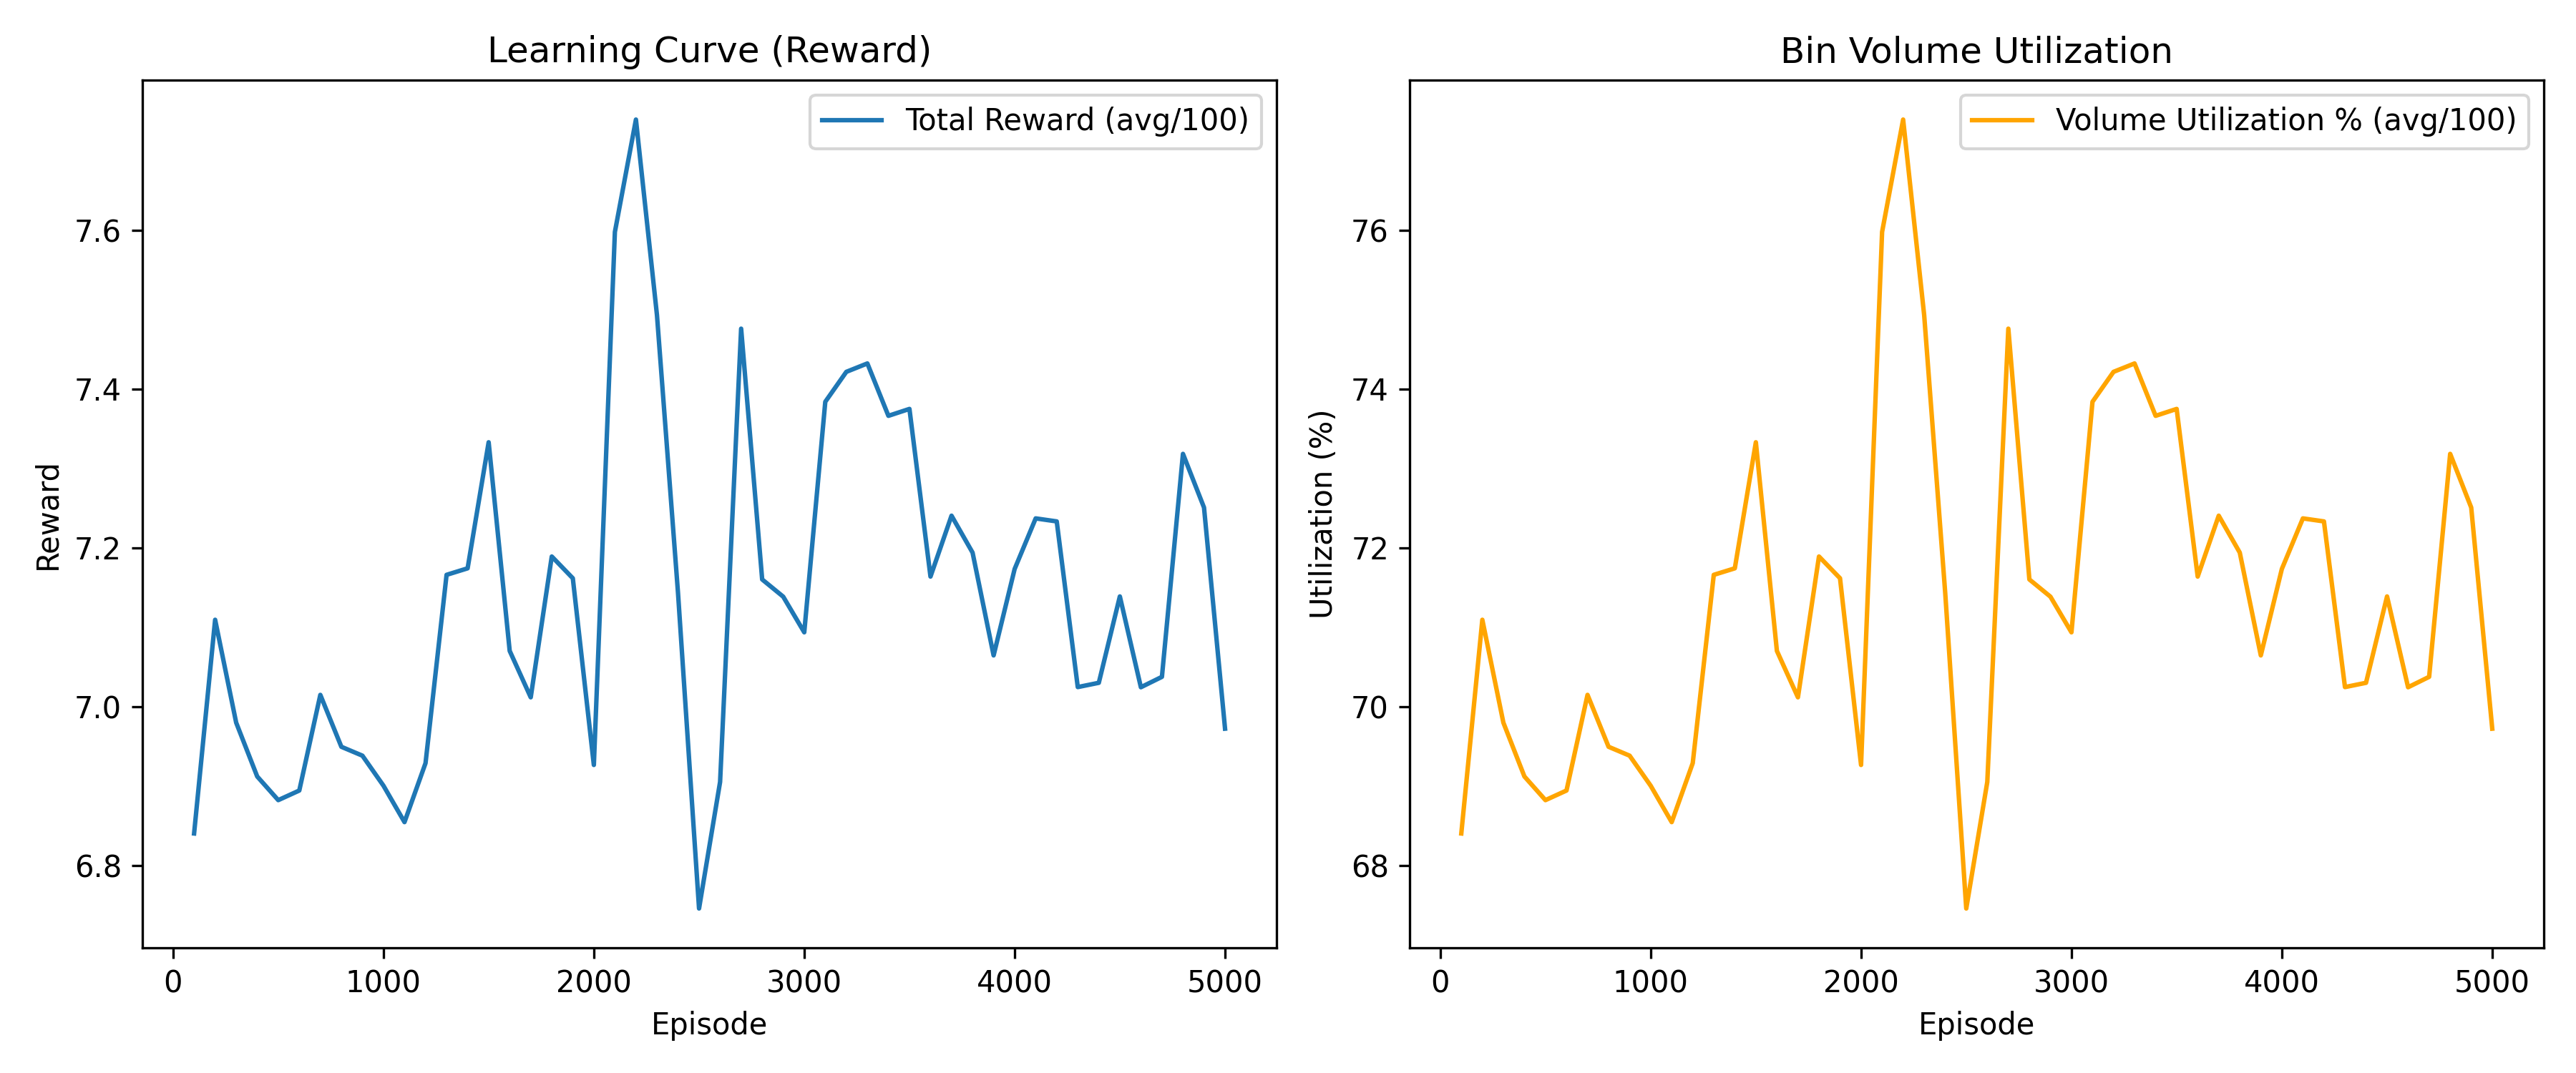 Learning Curve (Reward)
Total Reward (avg/100)
Reward
7.6
7.4
7.2
7.0
6.8
0 1000 2000 3000 4000 5000
Episode
Bin Volume Utilization
Volume Utilization % (avg/100)
Utilization (%)
76
74
72
70
68
0 1000 2000 3000 4000 5000
Episode